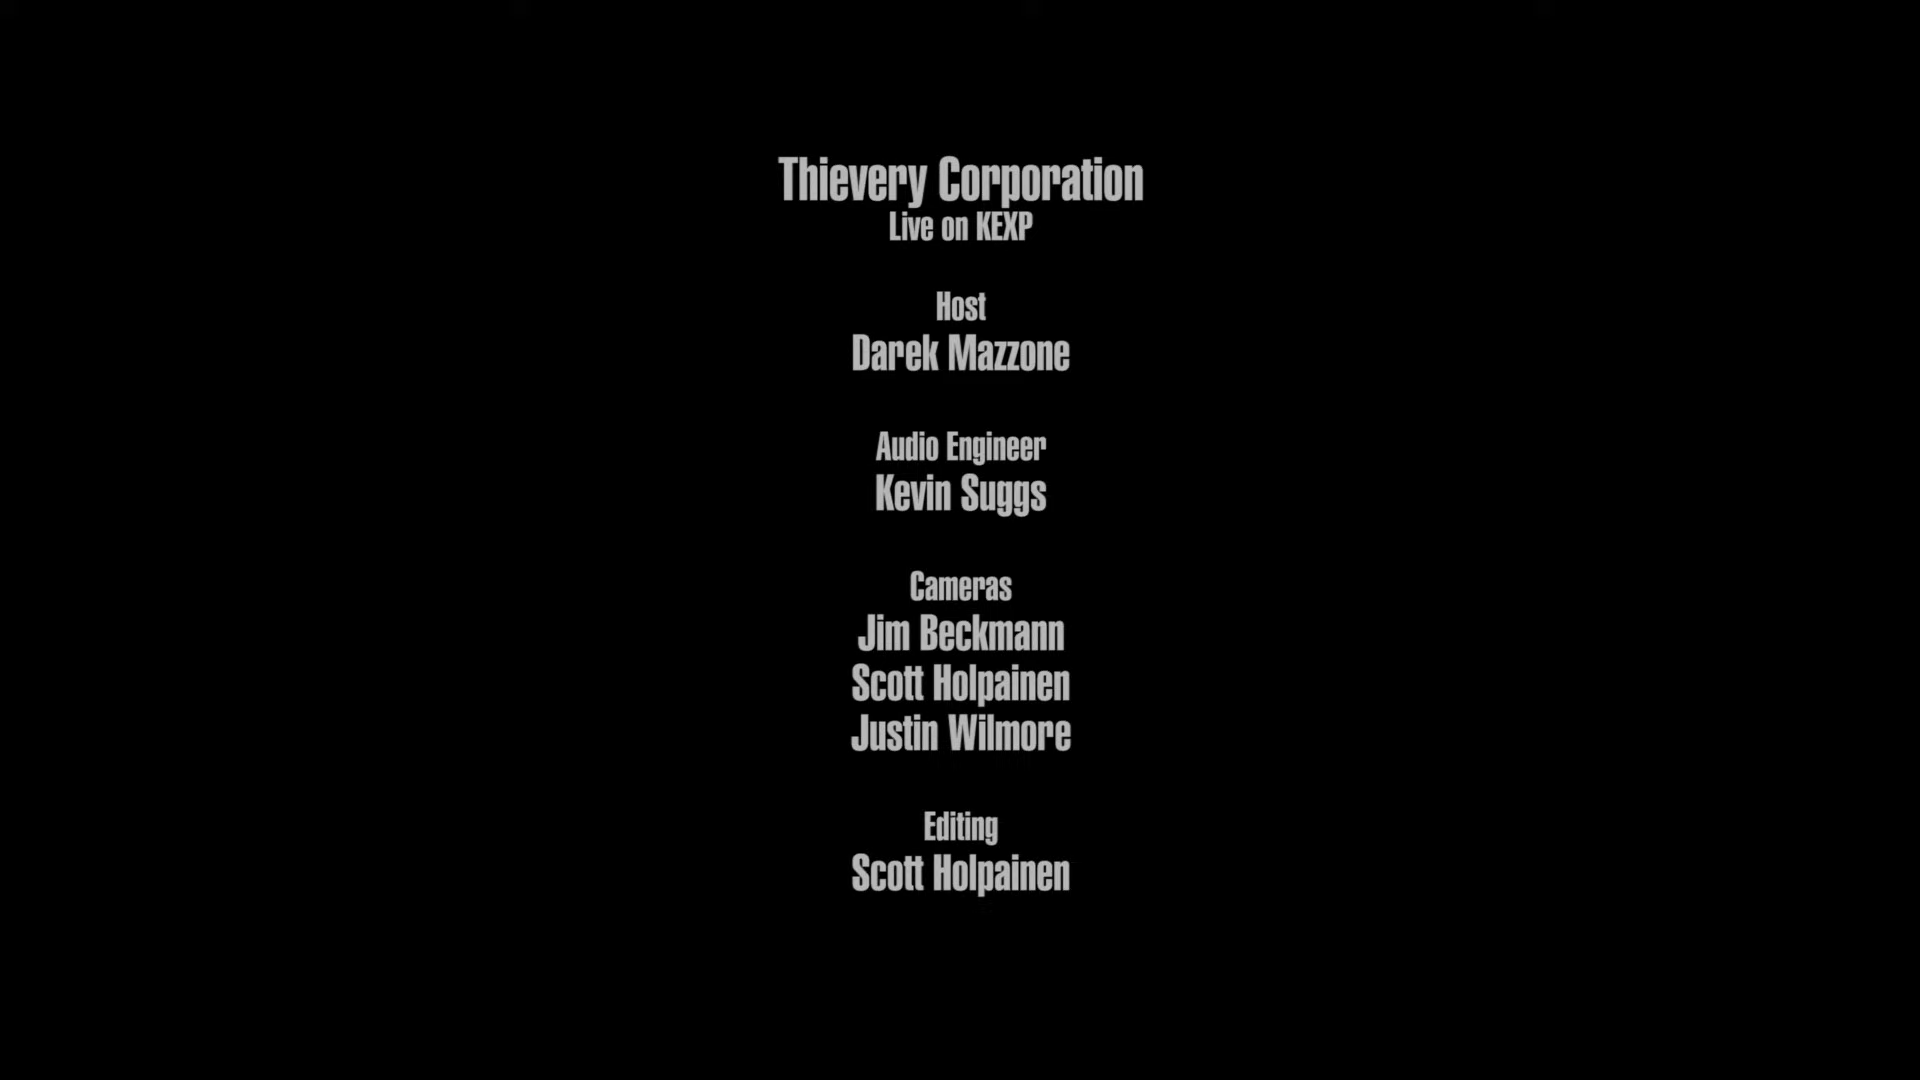 Thievery Corporation
Live on KEXP
Host
Darek Mazzone
Audio Engineer
Kevin Suggs
Cameras
Jim Beckmann
Scott Holpainen
Justin Wilmore
Editing
Scott Holpainen